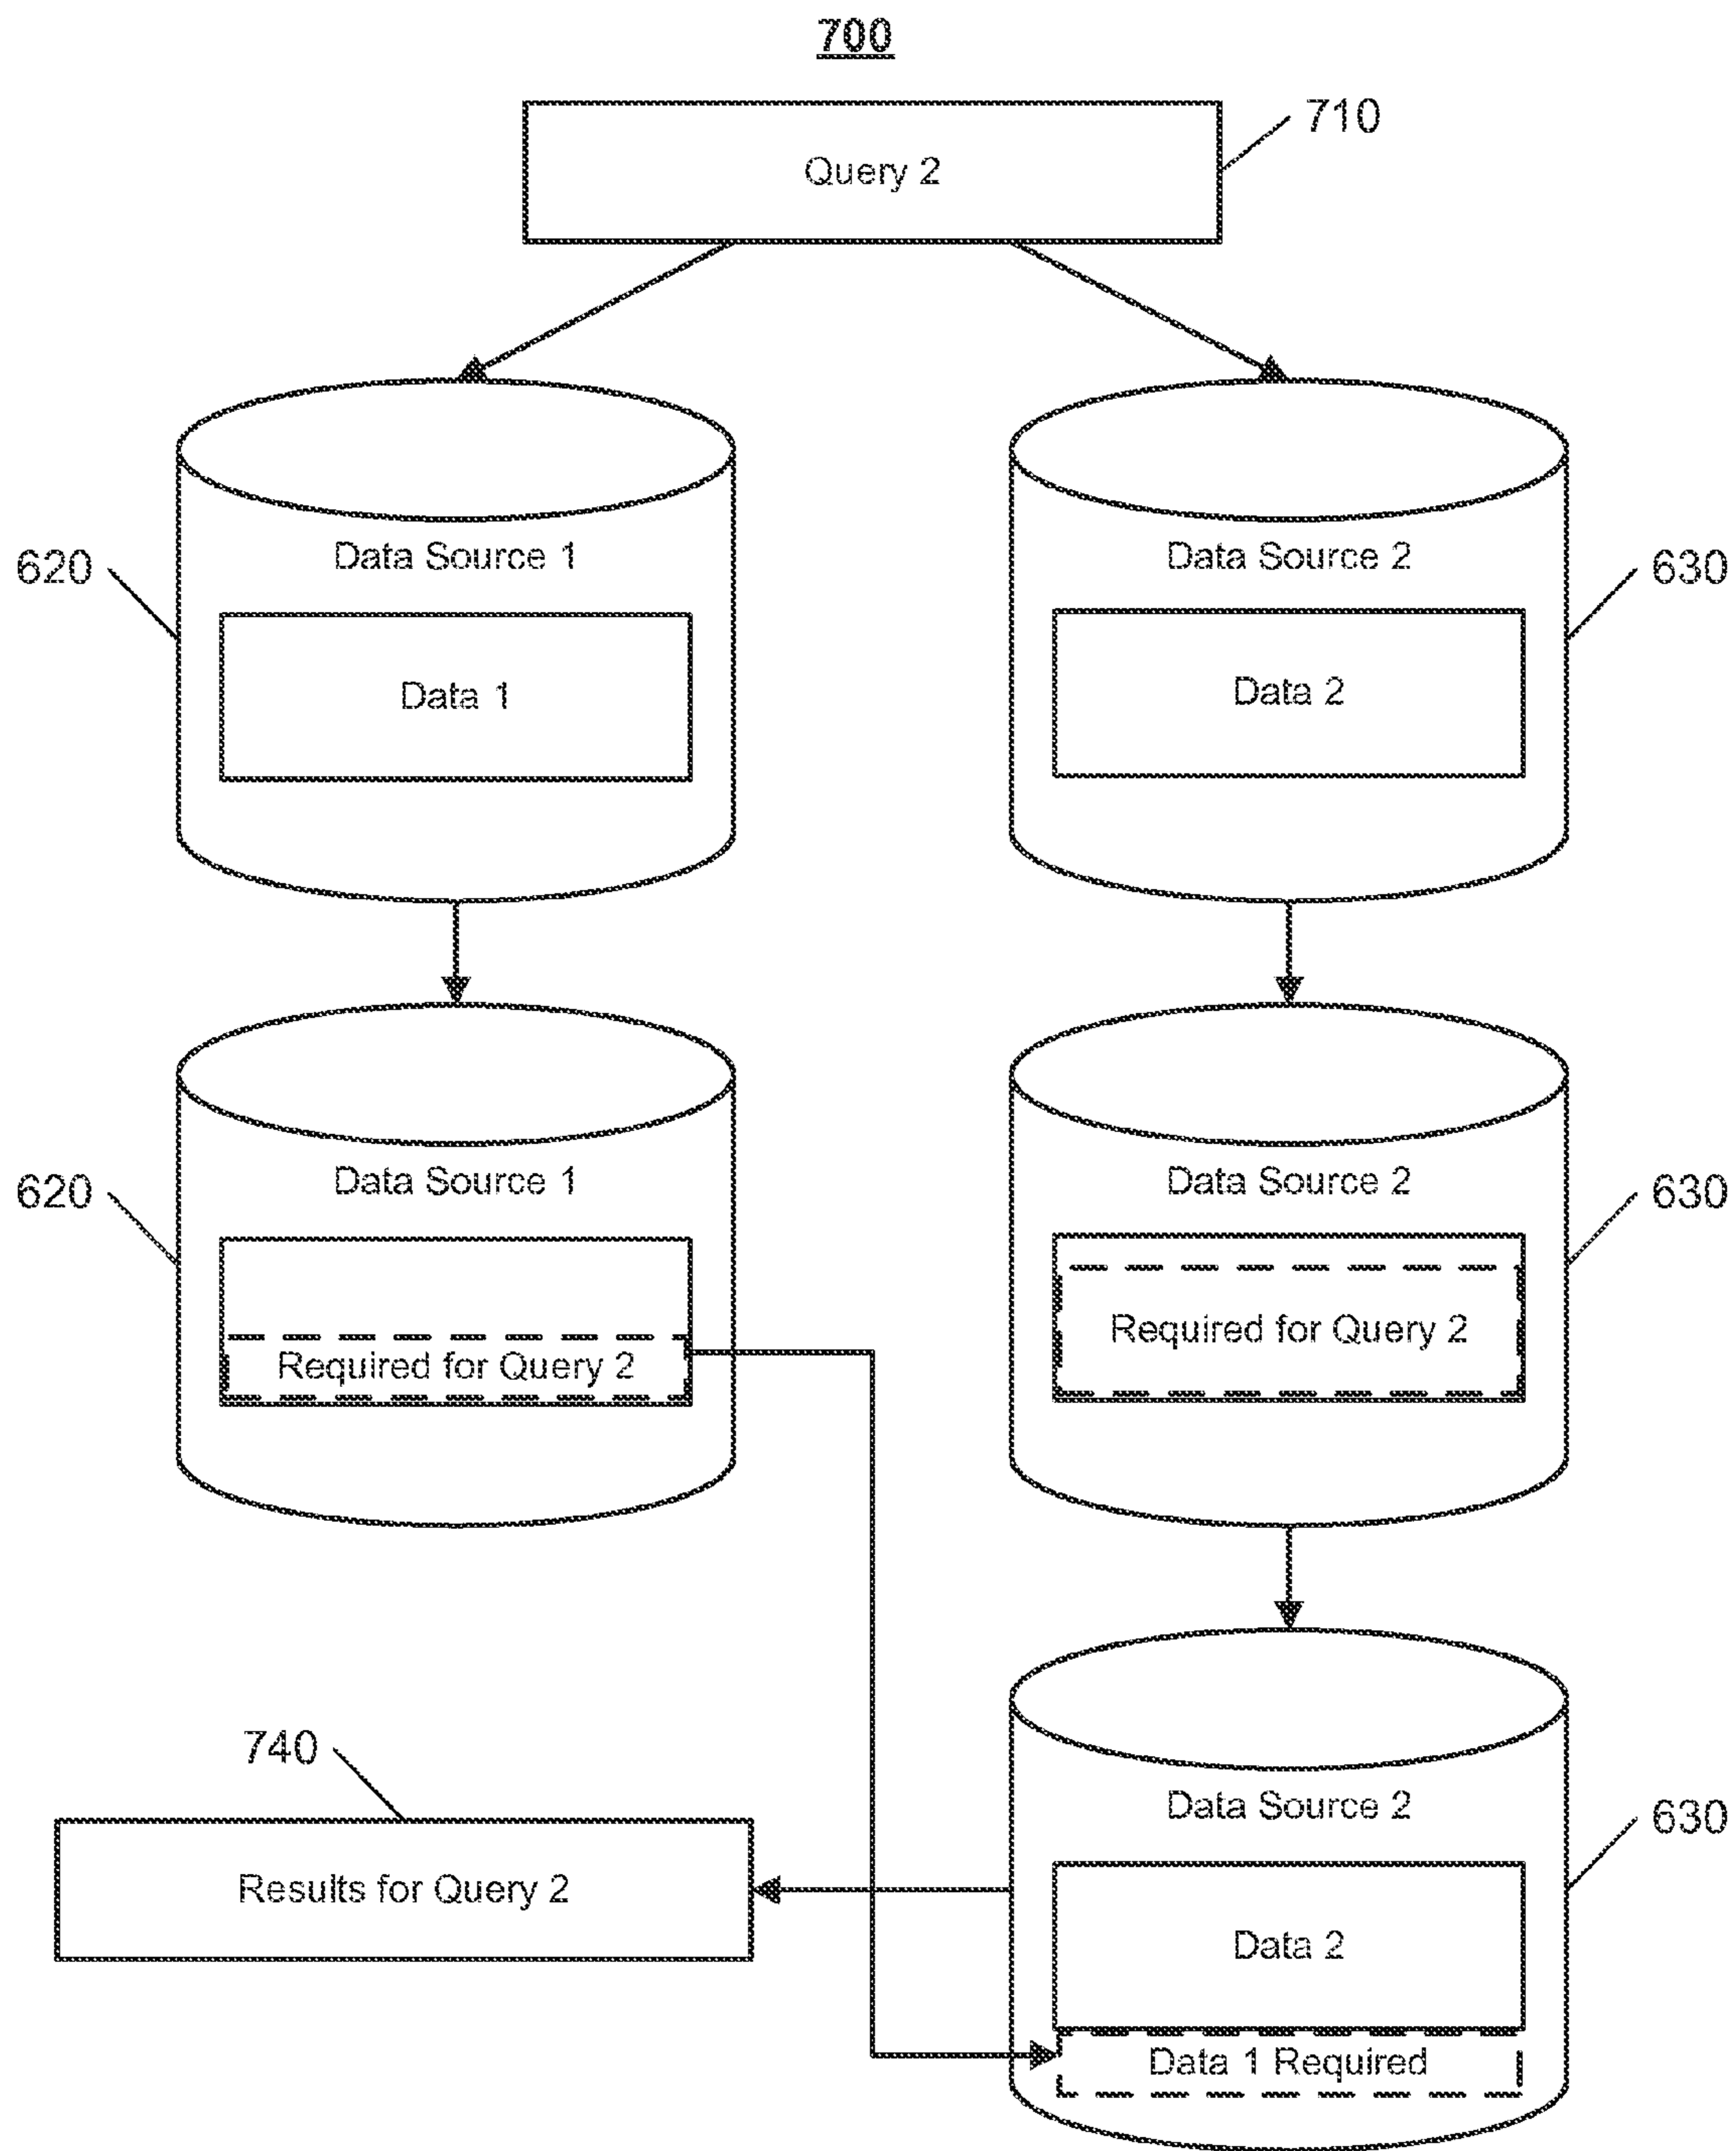 700
710
Query 2
620
Data Source 1
Data Source 2
630
Data 1
Data 2
620
Data Source 1
Data Source 2
630
Required for Query 2
Required for Query 2
740
Data Source 2
630
Results for Query 2
Data 2
Data 1 Required